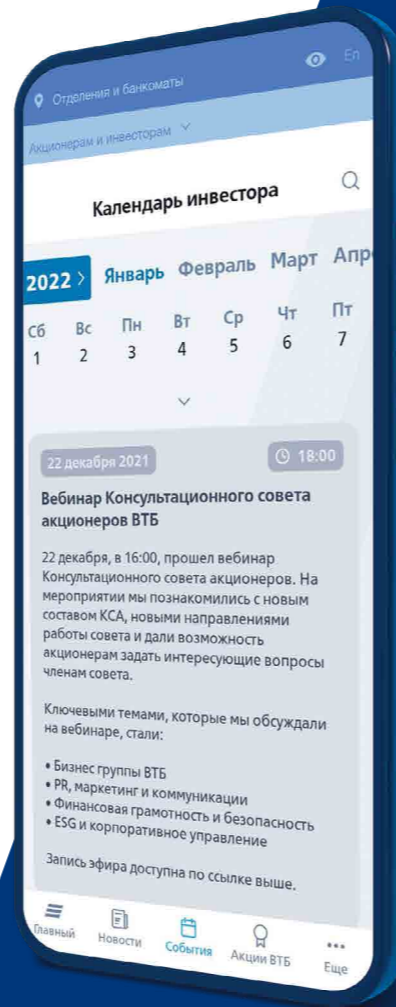 Отделения и банкоматы
En
Акционерам и инвесторам
Календарь инвестора
2022 > Январь Февраль Март Апр
Сб Вс Пн Вт Ср Чт Пт
1 2 3 4 5 6 7
22 декабря 2021
18:00
Вебинар Консультационного совета
акционеров ВТБ
22 декабря, в 16:00, прошел вебинар
Консультационного совета акционеров. На
мероприятии мы познакомились с новым
составом КСА, новыми направлениями
работы совета и дали возможность
акционерам задать интересующие вопросы
членам совета.
Ключевыми темами, которые мы обсуждали
на вебинаре, стали:
• Бизнес группы ВТБ
• PR, маркетинг и коммуникации
• Финансовая грамотность и безопасность
• ESG и корпоративное управление
Запись эфира доступна по ссылке выше.
Главный Новости События Акции ВТБ Еще